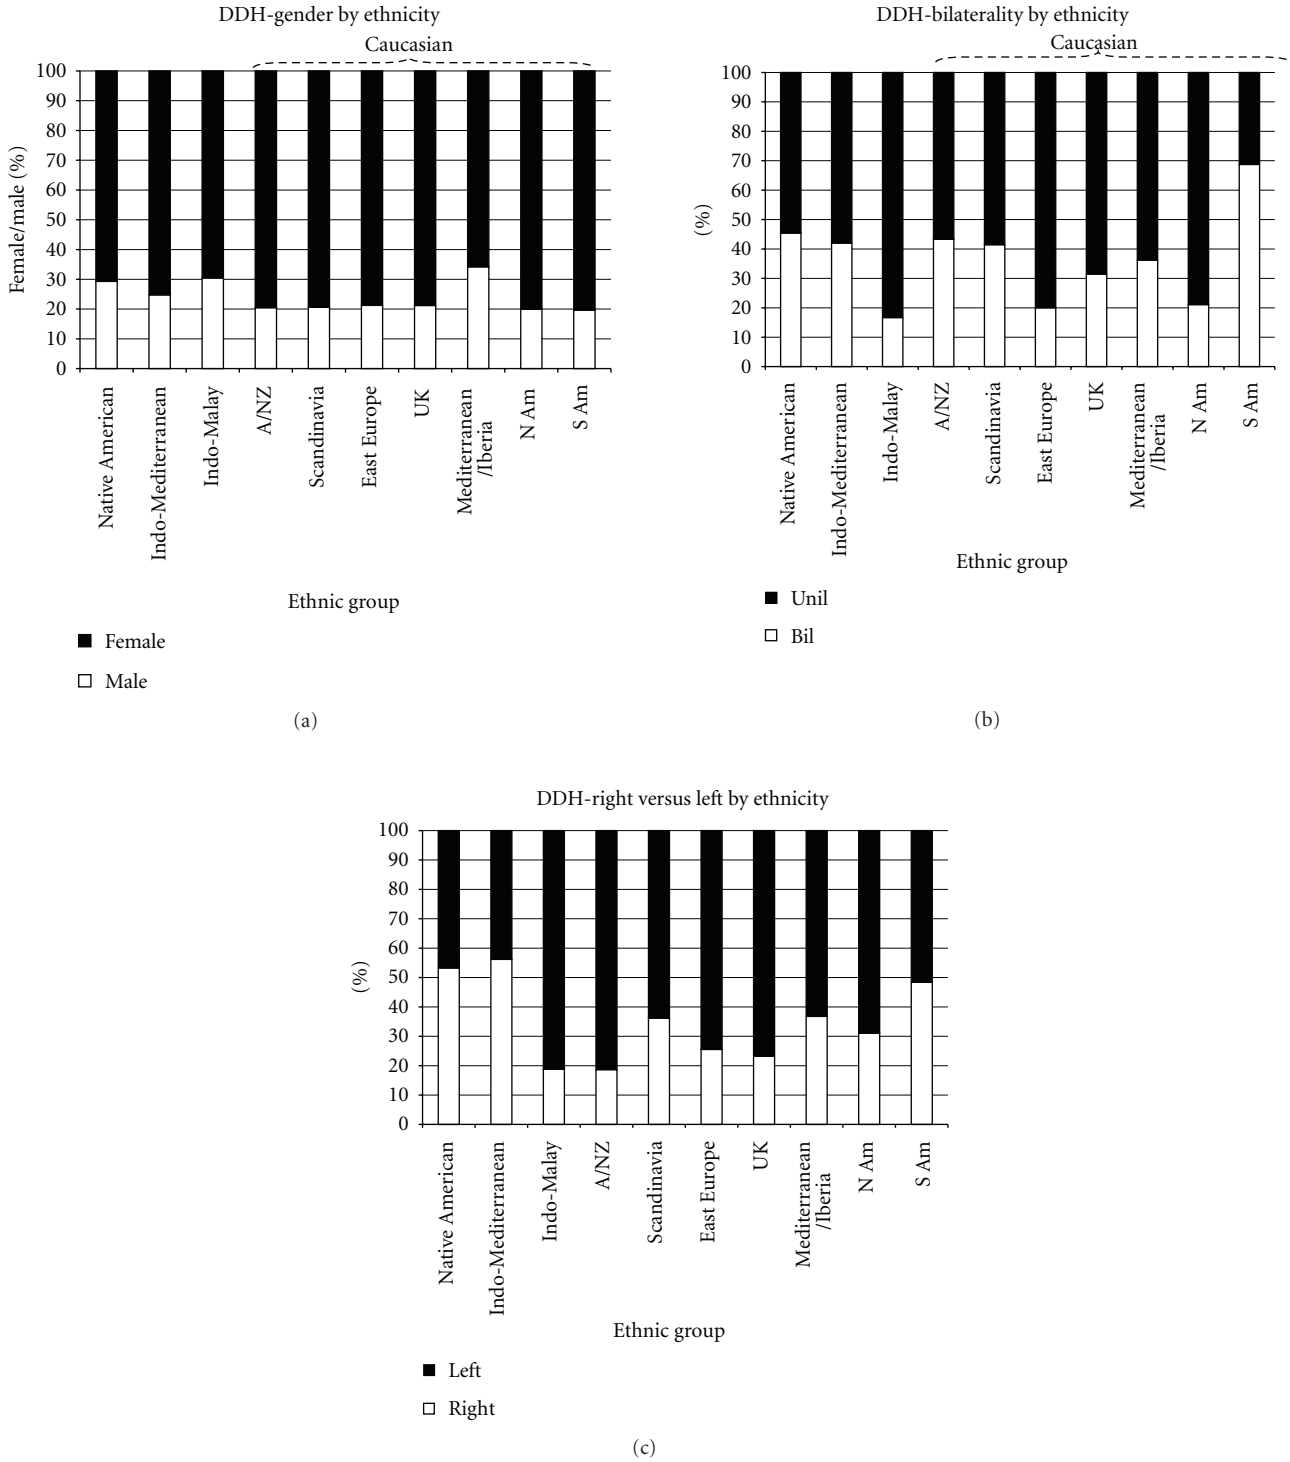 DDH-gender by ethnicity
Caucasian
Female/male (%)
100
90
80
70
60
50
40
30
20
10
0
Native American
Indo-Mediterranean
Indo-Malay
A/NZ
Scandinavia
East Europe
UK
Mediterranean
/Iberia
N Am
S Am
Ethnic group
Female
Male
(a)
DDH-bilaterality by ethnicity
Caucasian
(%)
100
90
80
70
60
50
40
30
20
10
0
Native American
Indo-Mediterranean
Indo-Malay
A/NZ
Scandinavia
East Europe
UK
Mediterranean
/Iberia
N Am
S Am
Ethnic group
Unil
Bil
(b)
DDH-right versus left by ethnicity
(%)
100
90
80
70
60
50
40
30
20
10
0
Native American
Indo-Mediterranean
Indo-Malay
A/NZ
Scandinavia
East Europe
UK
Mediterranean
/Iberia
N Am
S Am
Ethnic group
Left
Right
(c)